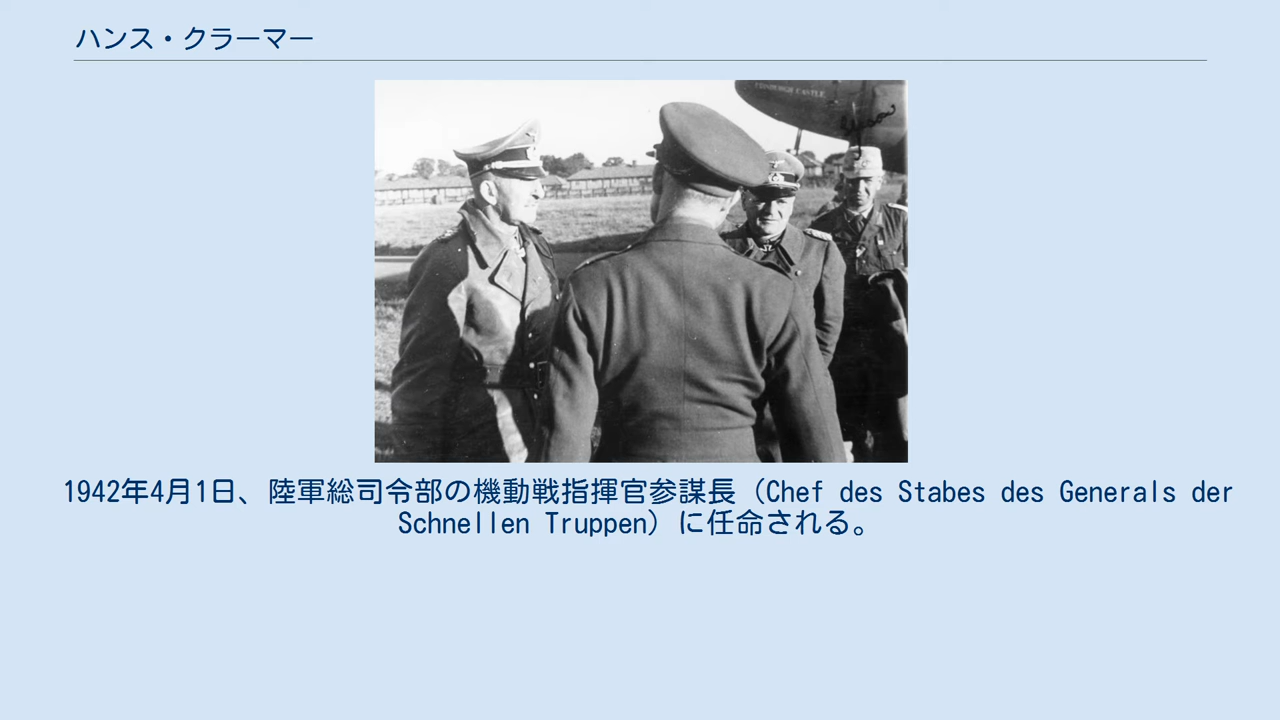 ハンス・クラーマー
EDINBURGH CASTLE
1942年4月1日、陸軍総司令部の機動戦指揮官参謀長（Chef des Stabes des Generals der
Schnellen Truppen）に任命される。